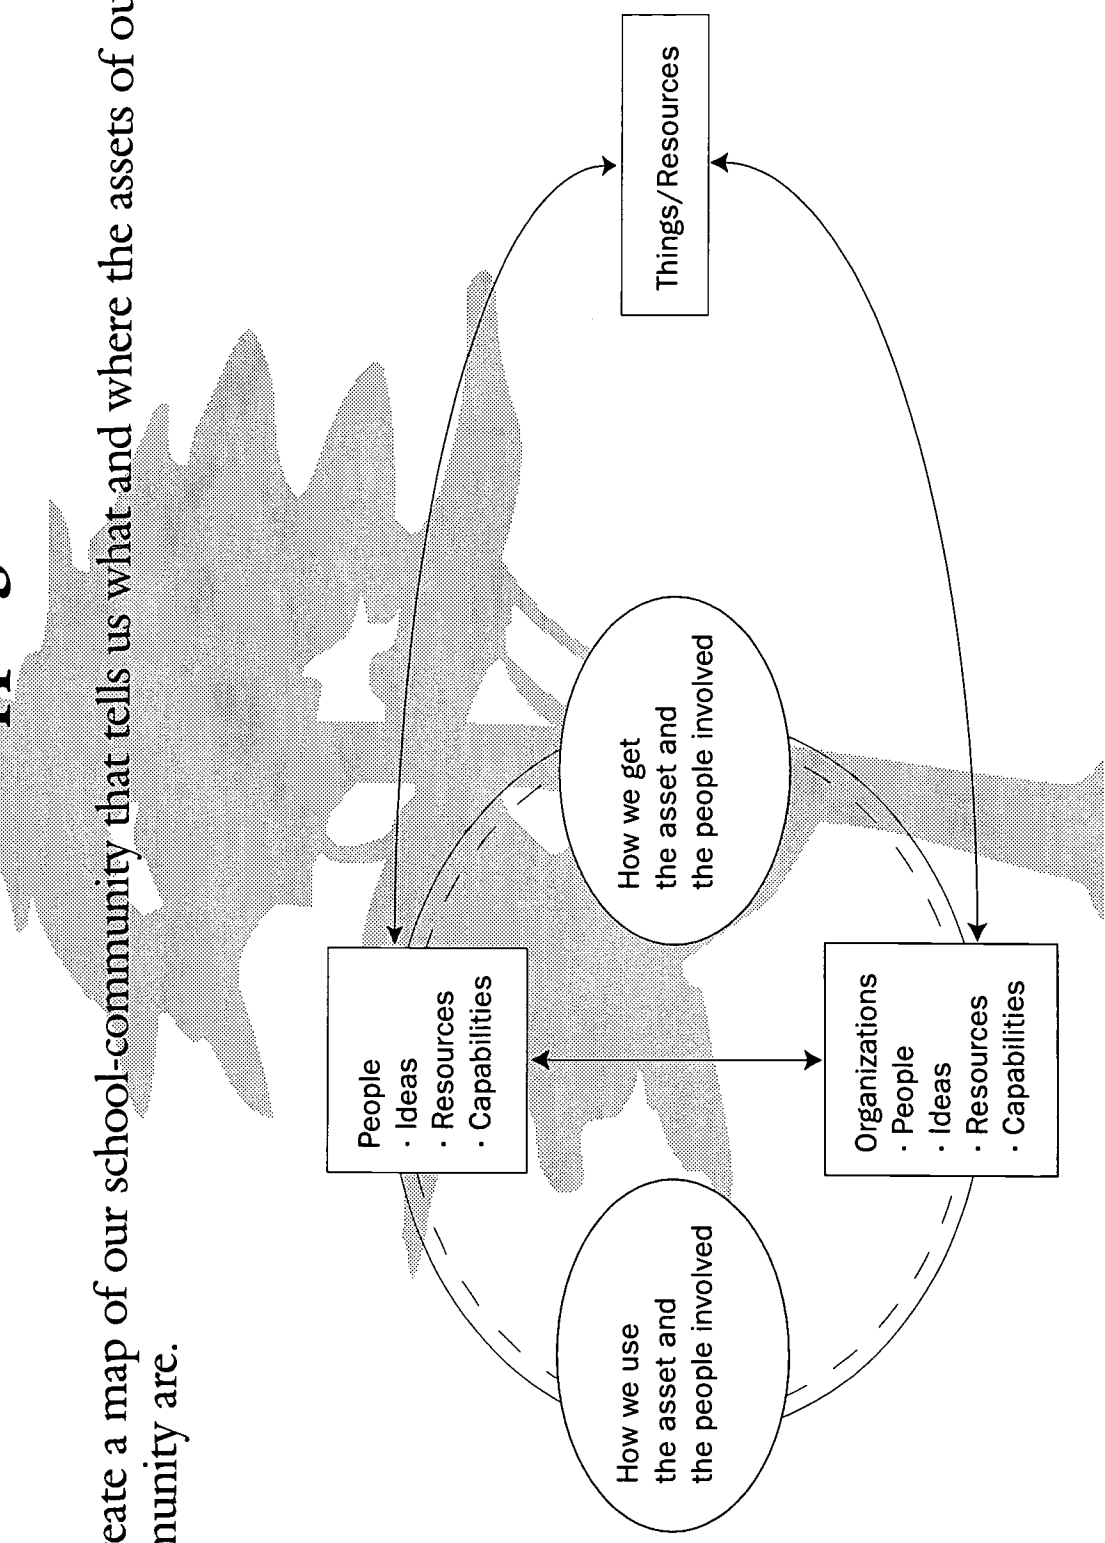 reate a map of our school-community that tells us what and where the assets of ou
munity are.
People
· Ideas
· Resources
· Capabilities
How we use
the asset and
the people involved
How we get
the asset and
the people involved
Things/Resources
Organizations
· People
· Ideas
· Resources
· Capabilities